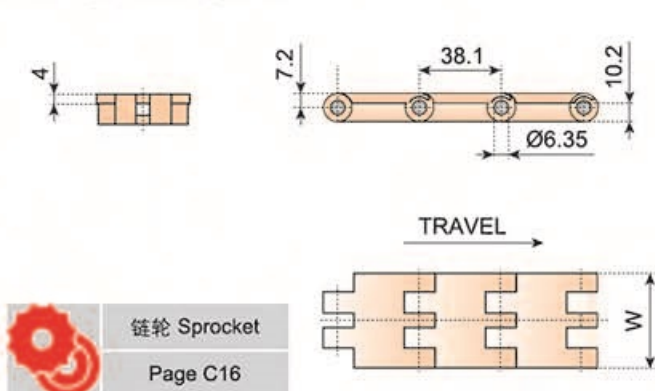 4
7.2
38.1
10.2
Ø6.35
TRAVEL
W
链轮 Sprocket
Page C16